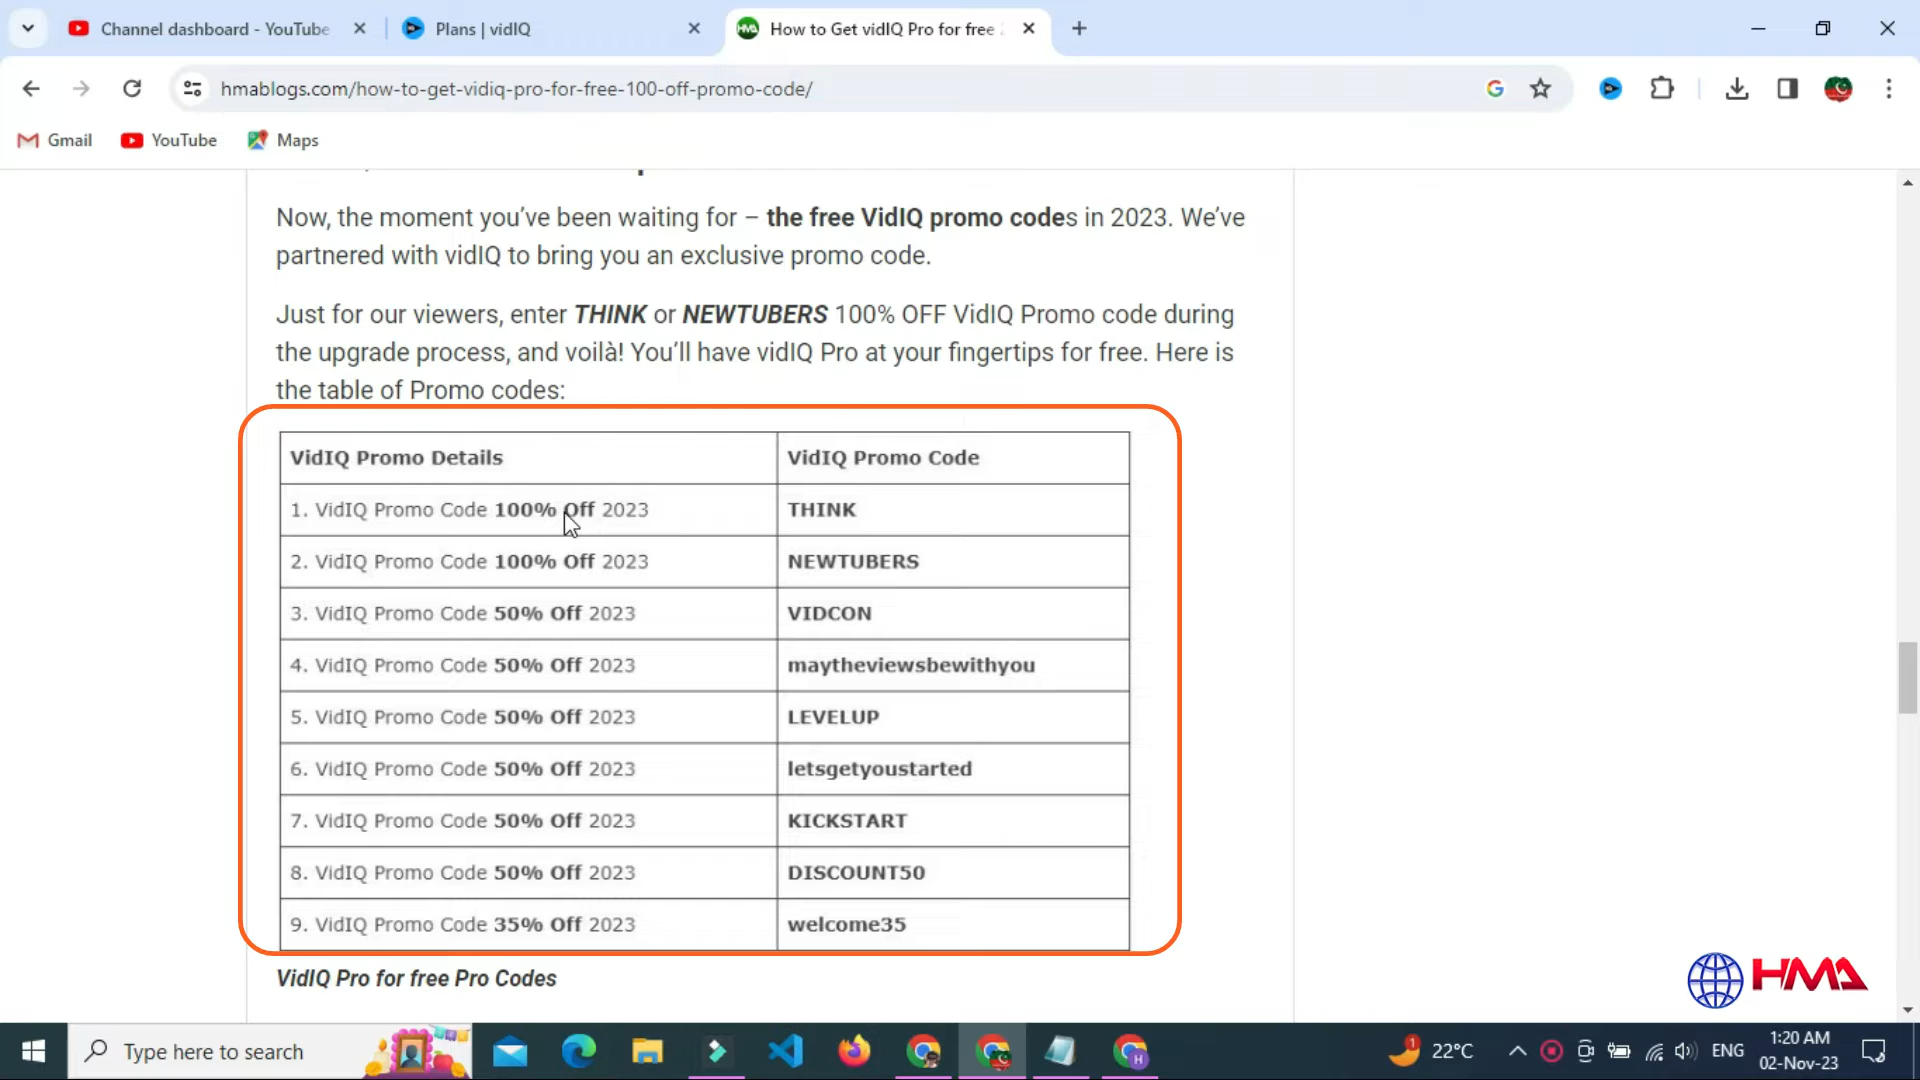 Channel dashboard - YouTube
Plans | vidIQ
How to Get vidIQ Pro for free
hmablogs.com/how-to-get-vidiq-pro-for-free-100-off-promo-code/
Gmail
YouTube
Maps
Now, the moment you’ve been waiting for – the free VidIQ promo codes in 2023. We’ve
partnered with vidIQ to bring you an exclusive promo code.
Just for our viewers, enter THINK or NEWTUBERS 100% OFF VidIQ Promo code during
the upgrade process, and voilà! You’ll have vidIQ Pro at your fingertips for free. Here is
the table of Promo codes:
VidIQ Promo Details VidIQ Promo Code
1. VidIQ Promo Code 100% Off 2023 THINK
2. VidIQ Promo Code 100% Off 2023 NEWTUBERS
3. VidIQ Promo Code 50% Off 2023 VIDCON
4. VidIQ Promo Code 50% Off 2023 maytheviewsbewithyou
5. VidIQ Promo Code 50% Off 2023 LEVELUP
6. VidIQ Promo Code 50% Off 2023 letsgetyoustarted
7. VidIQ Promo Code 50% Off 2023 KICKSTART
8. VidIQ Promo Code 50% Off 2023 DISCOUNT50
9. VidIQ Promo Code 35% Off 2023 welcome35
VidIQ Pro for free Pro Codes
HMA
Type here to search
22°C
ENG
1:20 AM
02-Nov-23